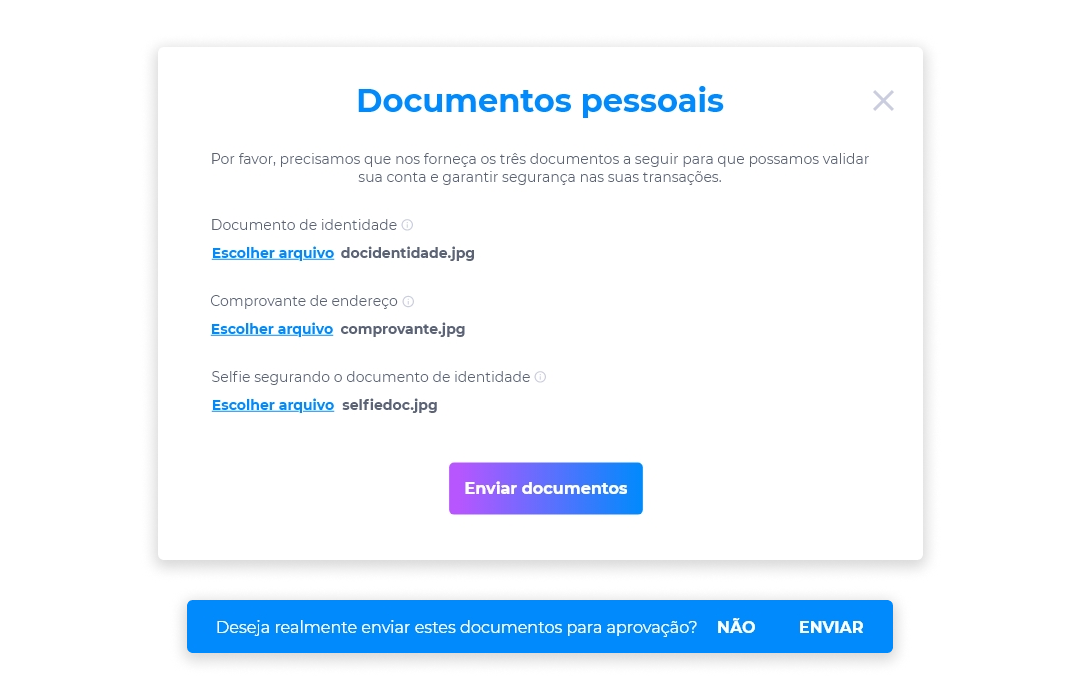 Documentos pessoais
Por favor, precisamos que nos forneça os três documentos a seguir para que possamos validar
sua conta e garantir segurança nas suas transações.
Documento de identidade
Escolher arquivo docidentidade.jpg
Comprovante de endereço
Escolher arquivo comprovante.jpg
Selfie segurando o documento de identidade
Escolher arquivo selfiedoc.jpg
Enviar documentos
Deseja realmente enviar estes documentos para aprovação? NÃO ENVIAR